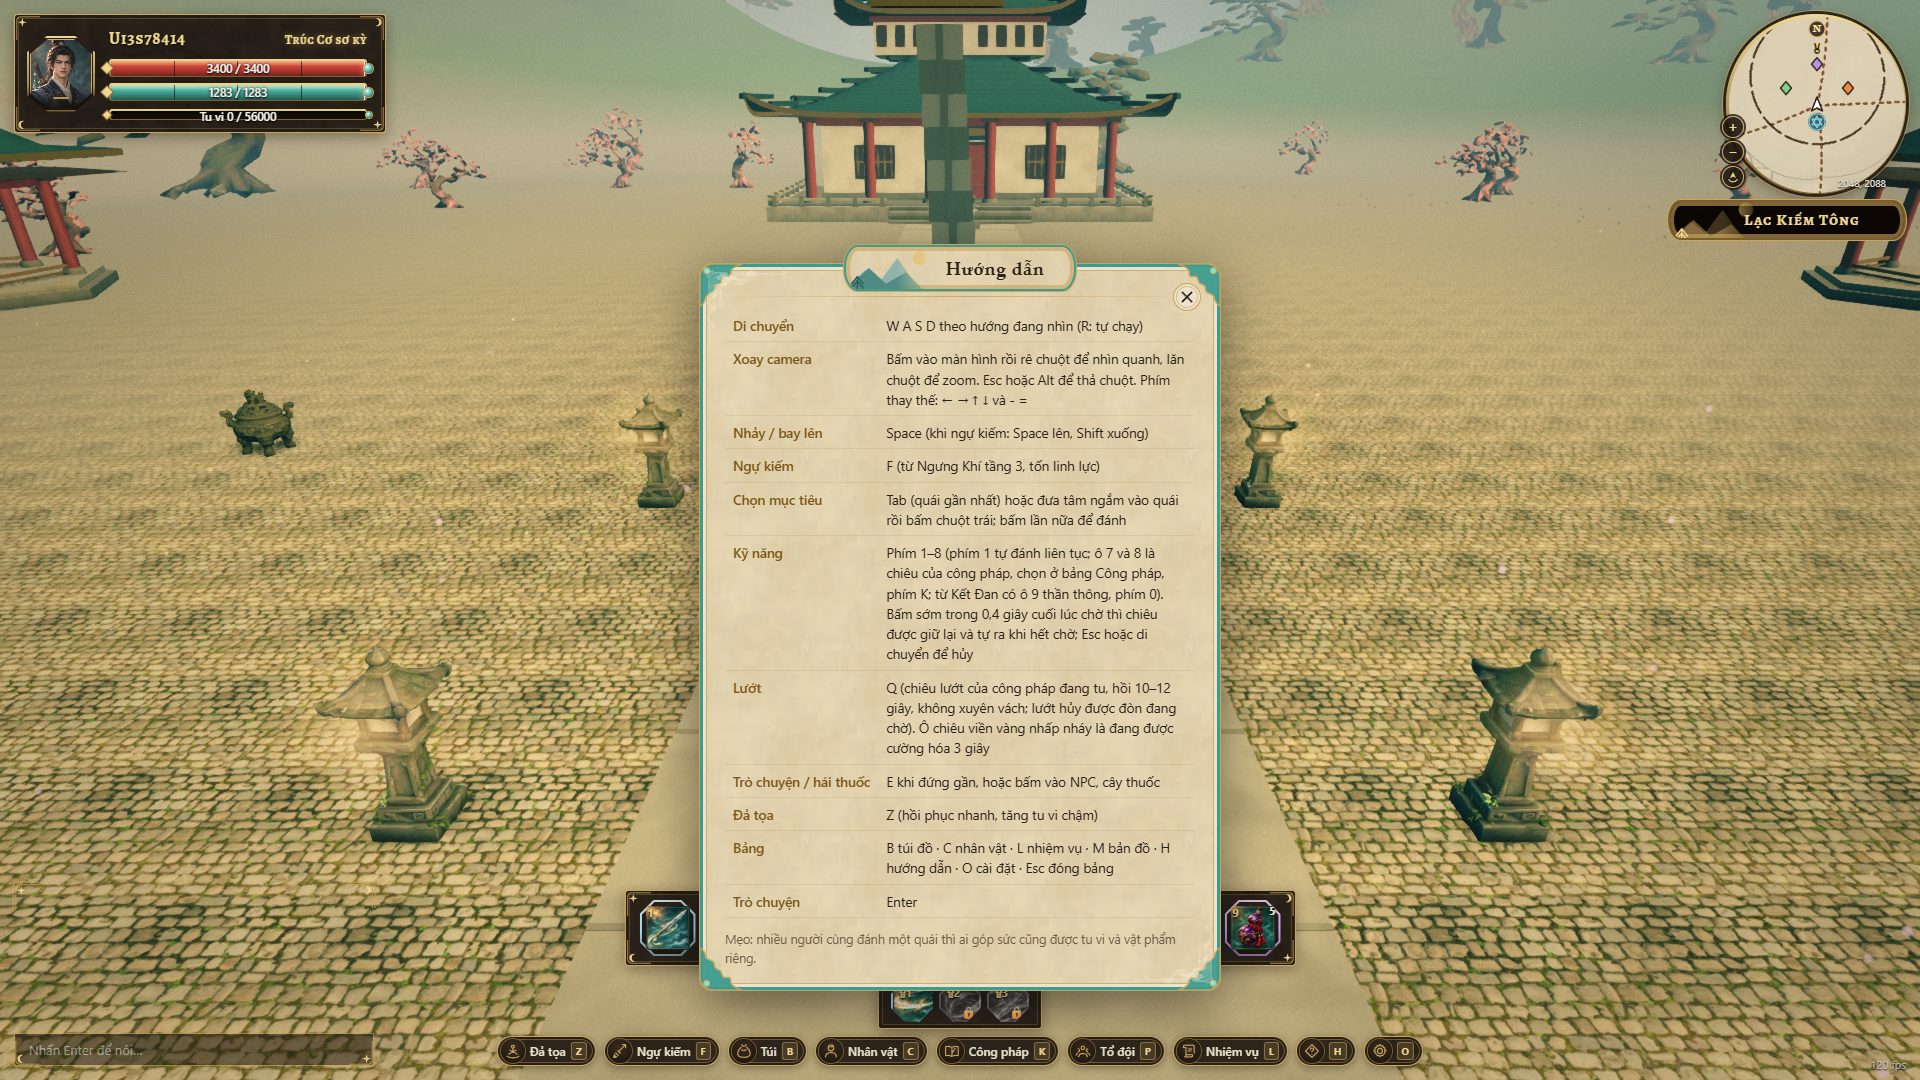 U13S78414
Trúc Cơ sơ kỳ
3400 / 3400
1283 / 1283
Tu vi 0 / 56000
N
+
−
2048, 2088
Lạc Kiếm Tông
Hướng dẫn
Di chuyển
W A S D theo hướng đang nhìn (R: tự chạy)
Xoay camera
Bấm vào màn hình rồi rê chuột để nhìn quanh, lăn
chuột để zoom. Esc hoặc Alt để thả chuột. Phím
thay thế: ← → ↑ ↓ và - =
Nhảy / bay lên
Space (khi ngự kiếm: Space lên, Shift xuống)
Ngự kiếm
F (từ Ngưng Khí tầng 3, tốn linh lực)
Chọn mục tiêu
Tab (quái gần nhất) hoặc đưa tâm ngắm vào quái
rồi bấm chuột trái; bấm lần nữa để đánh
Kỹ năng
Phím 1–8 (phím 1 tự đánh liên tục; ô 7 và 8 là
chiêu của công pháp, chọn ở bảng Công pháp,
phím K; từ Kết Đan có ô 9 thần thông, phím 0).
Bấm sớm trong 0,4 giây cuối lúc chờ thì chiêu
được giữ lại và tự ra khi hết chờ; Esc hoặc di
chuyển để hủy
Lướt
Q (chiêu lướt của công pháp đang tu, hồi 10–12
giây, không xuyên vách; lướt hủy được đòn đang
chờ). Ô chiêu viền vàng nhấp nháy là đang được
cường hóa 3 giây
Trò chuyện / hái thuốc
E khi đứng gần, hoặc bấm vào NPC, cây thuốc
Đả tọa
Z (hồi phục nhanh, tăng tu vi chậm)
Bảng
B túi đồ · C nhân vật · L nhiệm vụ · M bản đồ · H
hướng dẫn · O cài đặt · Esc đóng bảng
Trò chuyện
Enter
Mẹo: nhiều người cùng đánh một quái thì ai góp sức cũng được tu vi và vật phẩm
riêng.
1
9 5
Nhấn Enter để nói...
Đả tọa Z
Ngự kiếm F
Túi B
Nhân vật C
Công pháp K
Tổ đội P
Nhiệm vụ L
H
O
120 fps